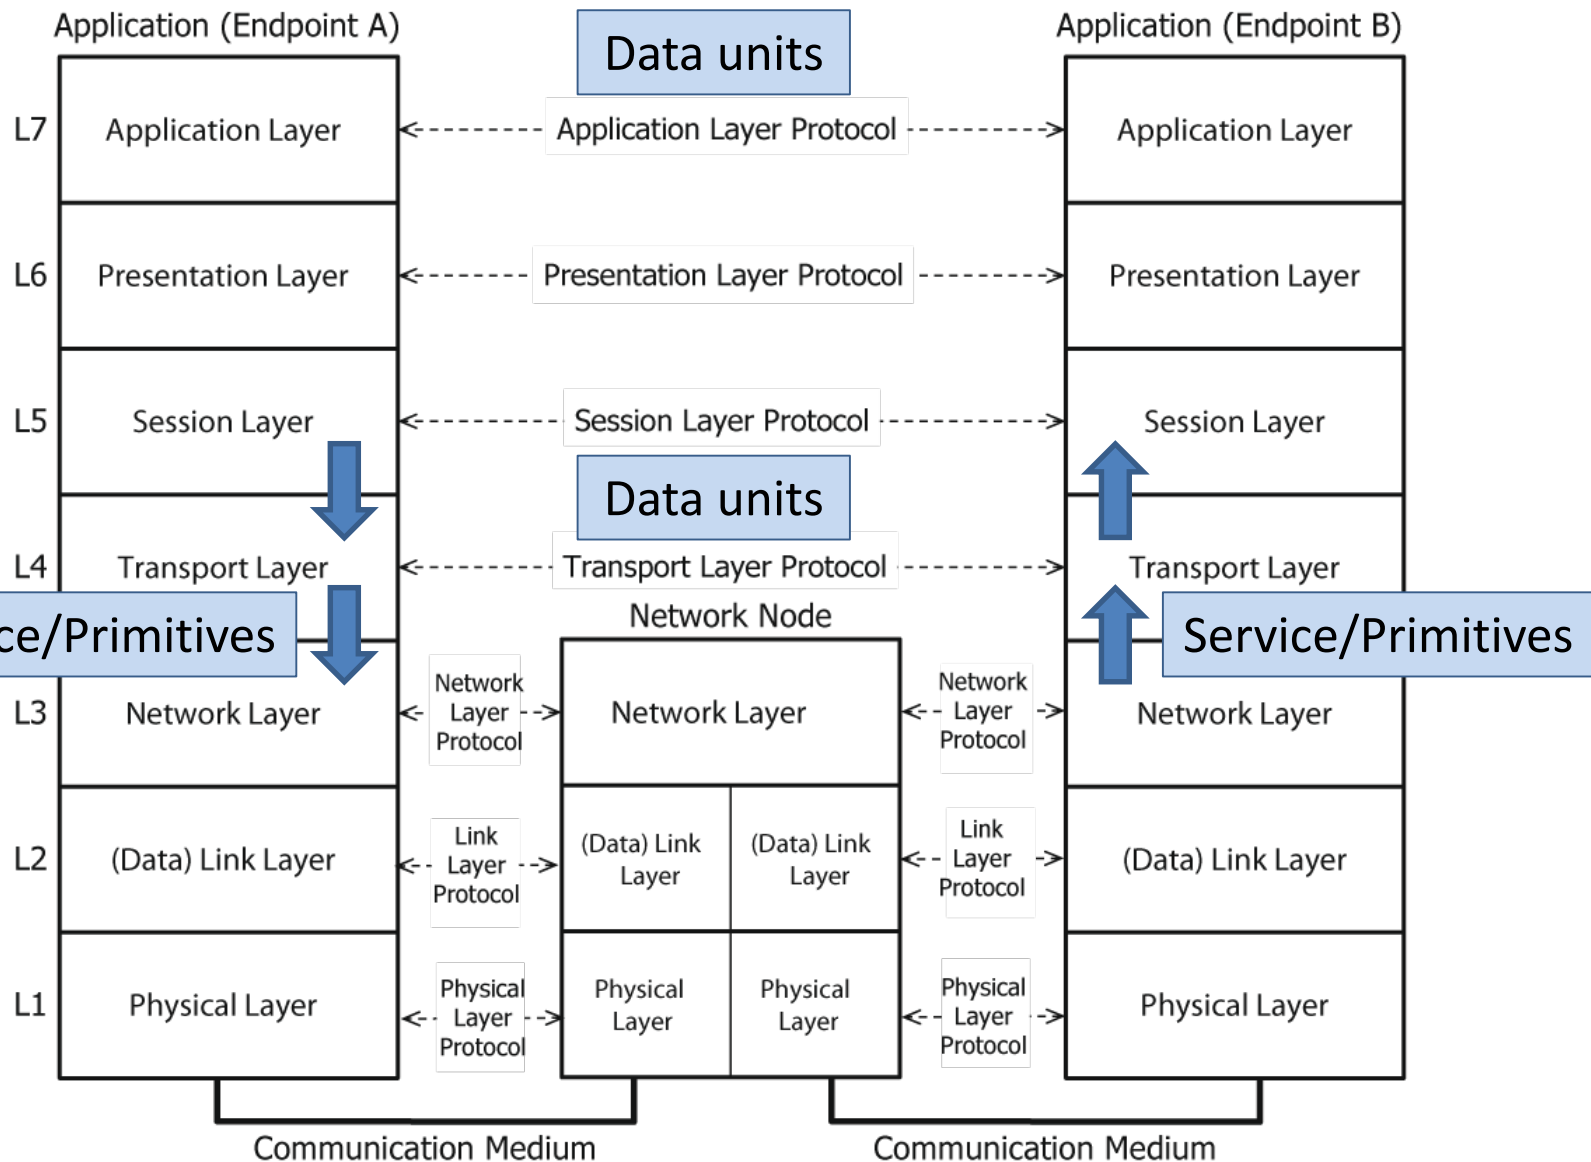 Application (Endpoint A)
Data units
Application (Endpoint B)
L7
Application Layer
Application Layer Protocol
Application Layer
L6
Presentation Layer
Presentation Layer Protocol
Presentation Layer
L5
Session Layer
Session Layer Protocol
Session Layer
Data units
L4
Transport Layer
Transport Layer Protocol
Transport Layer
ce/Primitives
Network Node
Service/Primitives
L3
Network Layer
Network
Layer
Protocol
Network Layer
Network
Layer
Protocol
Network Layer
L2
(Data) Link Layer
Link
Layer
Protocol
(Data) Link
Layer
(Data) Link
Layer
Link
Layer
Protocol
(Data) Link Layer
L1
Physical Layer
Physical
Layer
Protocol
Physical
Layer
Physical
Layer
Physical
Layer
Protocol
Physical Layer
Communication Medium
Communication Medium